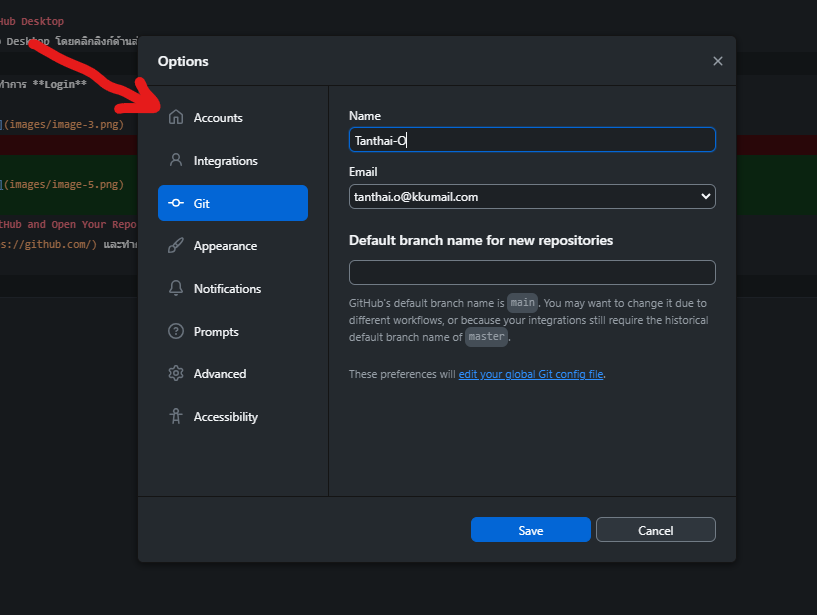 Hub Desktop
Desktop โดยคลิกลิงก์ด้าน
ทำการ **Login**
](images/image-3.png)
](images/image-5.png)
tHub and Open Your Repo
s://github.com/) และทำ
Options
Accounts
Integrations
Git
Appearance
Notifications
Prompts
Advanced
Accessibility
Name
Tanthai-O
Email
tanthai.o@kkumail.com
Default branch name for new repositories
GitHub's default branch name is main. You may want to change it due to
different workflows, or because your integrations still require the historical
default branch name of master.
These preferences will edit your global Git config file.
Save
Cancel